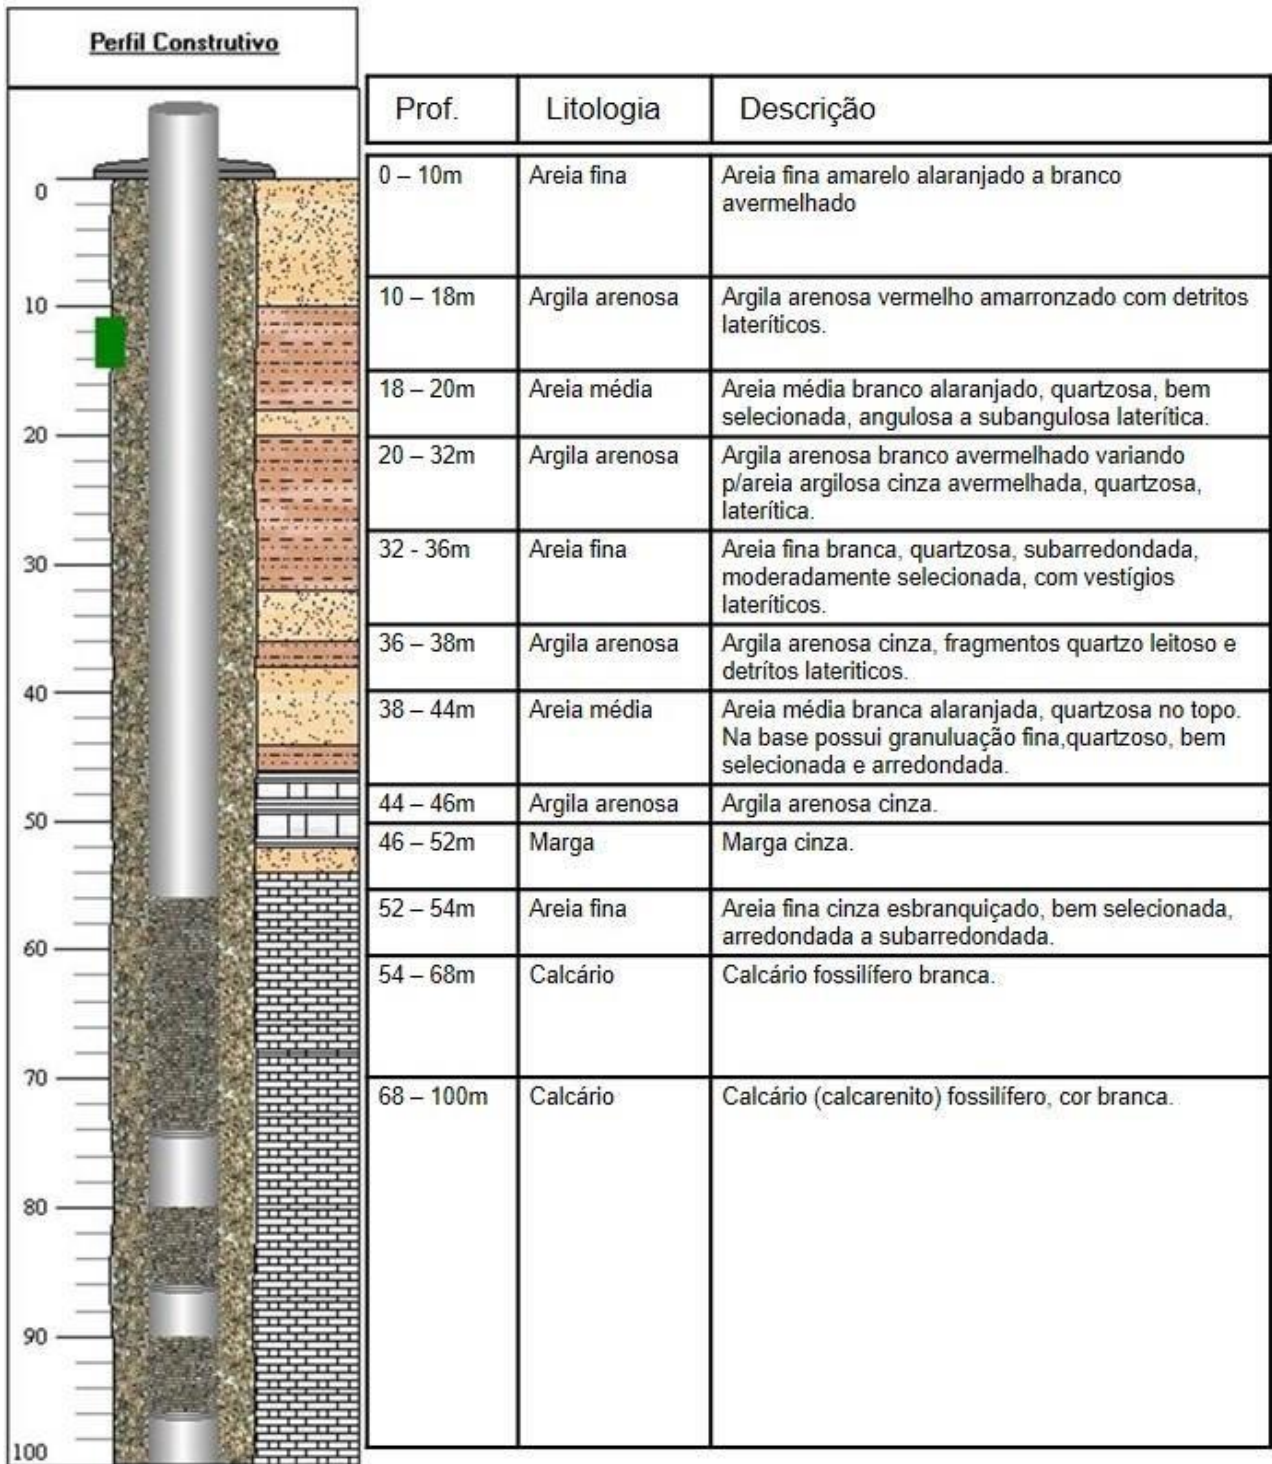 Perfil Construtivo
Prof. Litologia Descrição
0 – 10m Areia fina Areia fina amarelo alaranjado a branco
avermelhado
10 – 18m Argila arenosa Argila arenosa vermelho amarronzado com detritos
lateríticos.
18 – 20m Areia média Areia média branco alaranjado, quartzosa, bem
selecionada, angulosa a subangulosa laterítica.
20 – 32m Argila arenosa Argila arenosa branco avermelhado variando
p/areia argilosa cinza avermelhada, quartzosa,
laterítica.
32 - 36m Areia fina Areia fina branca, quartzosa, subarredondada,
moderadamente selecionada, com vestígios
lateríticos.
36 – 38m Argila arenosa Argila arenosa cinza, fragmentos quartzo leitoso e
detrítos lateriticos.
38 – 44m Areia média Areia média branca alaranjada, quartzosa no topo.
Na base possui granuluação fina,quartzoso, bem
selecionada e arredondada.
44 – 46m Argila arenosa Argila arenosa cinza.
46 – 52m Marga Marga cinza.
52 – 54m Areia fina Areia fina cinza esbranquiçado, bem selecionada,
arredondada a subarredondada.
54 – 68m Calcário Calcário fossilífero branca.
68 – 100m Calcário Calcário (calcarenito) fossilífero, cor branca.
0
10
20
30
40
50
60
70
80
90
100